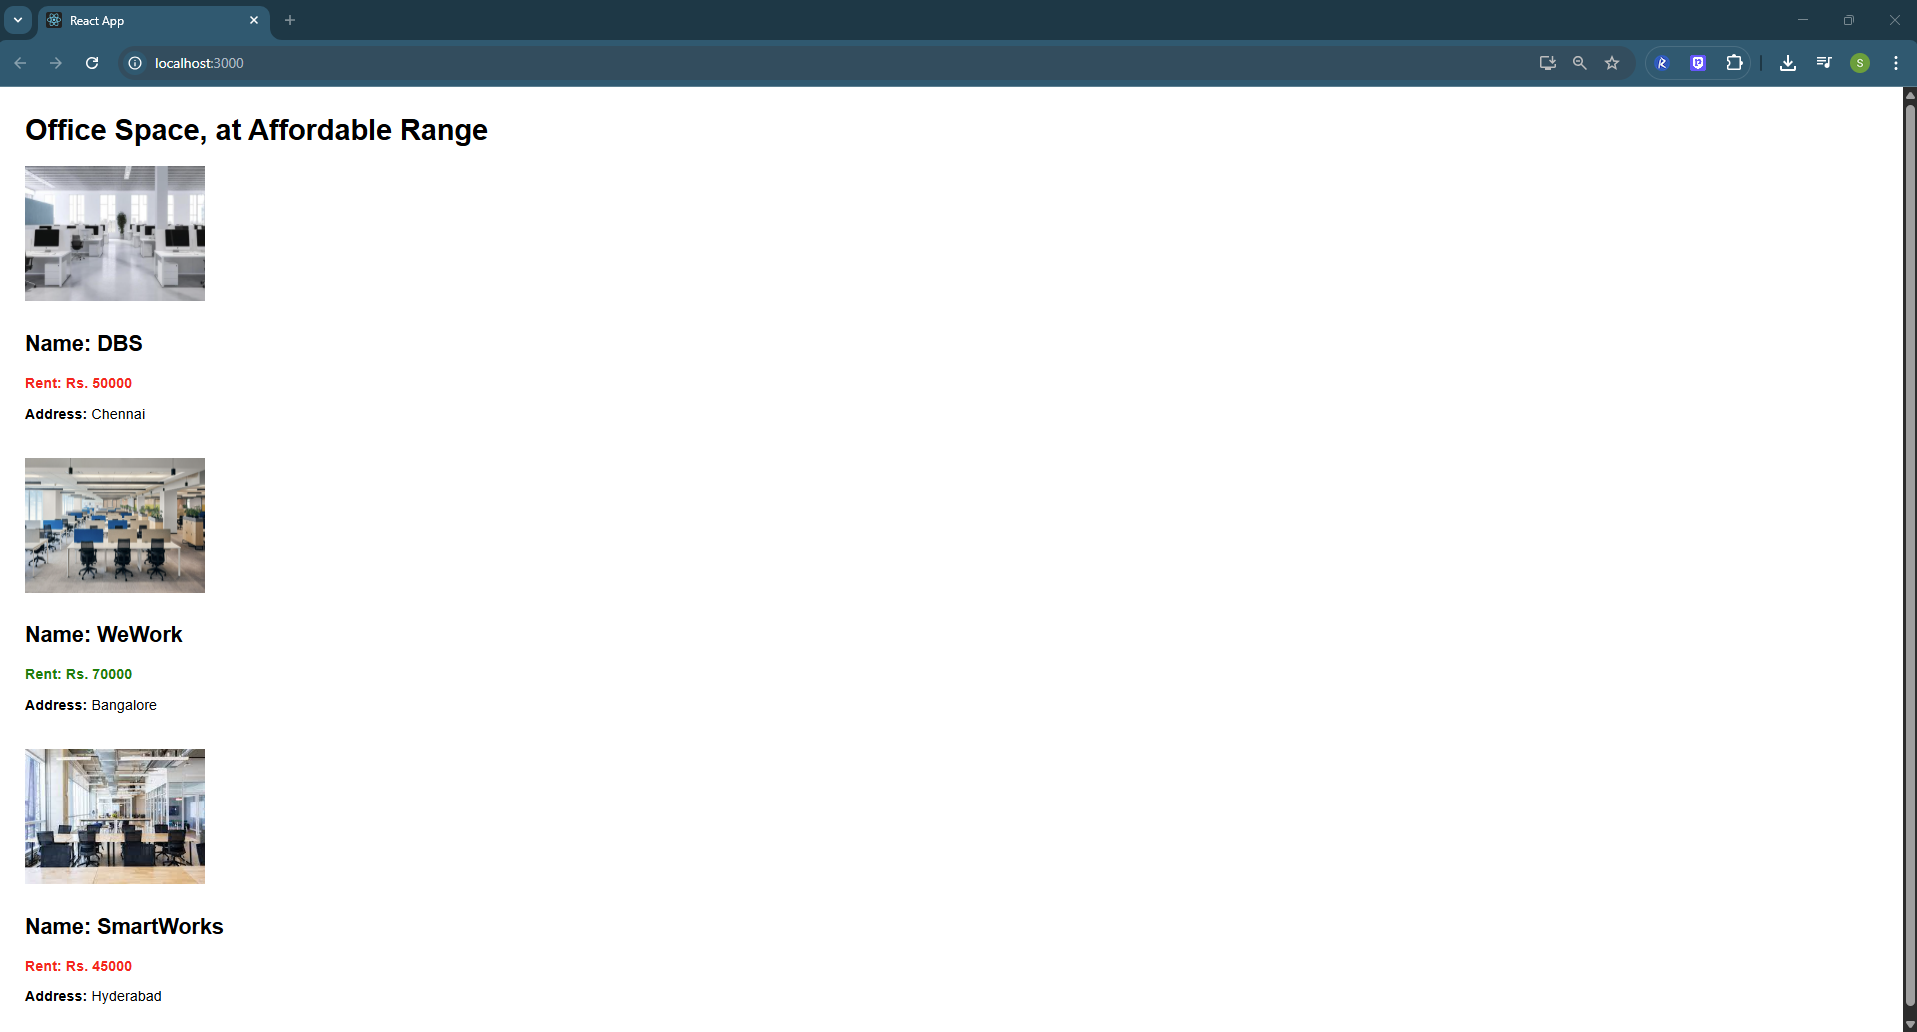 React App
localhost:3000
S
Office Space, at Affordable Range
Name: DBS
Rent: Rs. 50000
Address: Chennai
Name: WeWork
Rent: Rs. 70000
Address: Bangalore
Name: SmartWorks
Rent: Rs. 45000
Address: Hyderabad